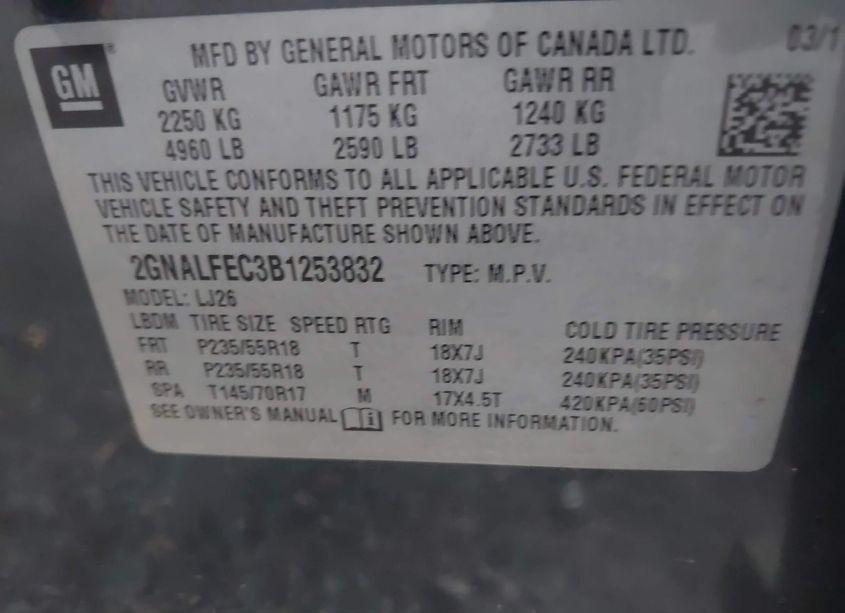 GM
MFD BY GENERAL MOTORS OF CANADA LTD. 03/1
GVWR GAWR FRT GAWR RR
2250 KG 1175 KG 1240 KG
4960 LB 2590 LB 2733 LB
THIS VEHICLE CONFORMS TO ALL APPLICABLE U.S. FEDERAL MOTOR
VEHICLE SAFETY AND THEFT PREVENTION STANDARDS IN EFFECT ON
THE DATE OF MANUFACTURE SHOWN ABOVE.
2GNALFEC3B1253832 TYPE: M.P.V.
MODEL: LJ26
LBDM TIRE SIZE SPEED RTG RIM COLD TIRE PRESSURE
FRT P235/55R18 T 18X7J 240KPA(35PSI)
RR P235/55R18 T 18X7J 240KPA(35PSI)
SPA T145/70R17 M 17X4.5T 420KPA(60PSI)
SEE OWNER'S MANUAL FOR MORE INFORMATION.